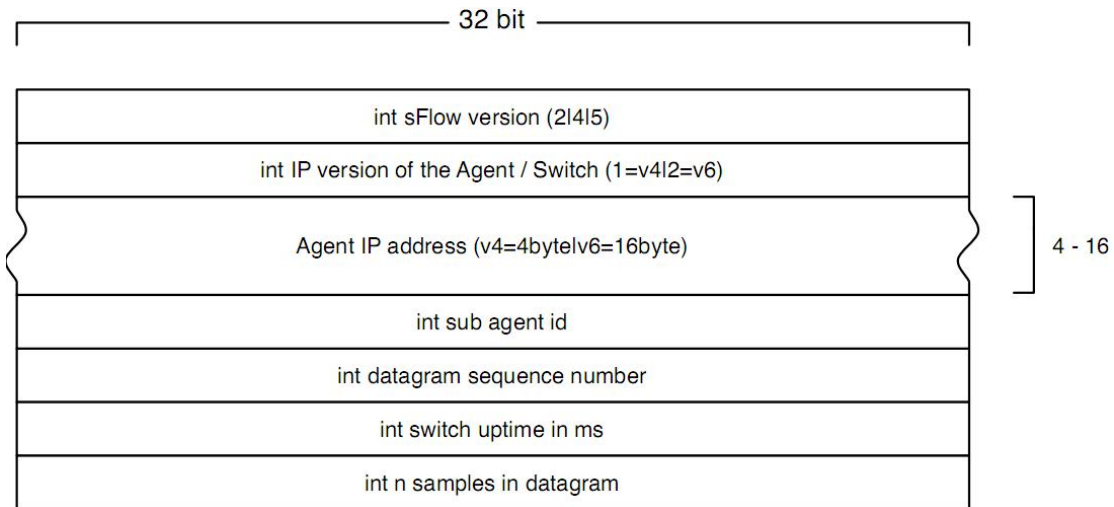 32 bit
int sFlow version (2|4|5)
int IP version of the Agent / Switch (1=v4|2=v6)
Agent IP address (v4=4byte|v6=16byte)
4 - 16
int sub agent id
int datagram sequence number
int switch uptime in ms
int n samples in datagram